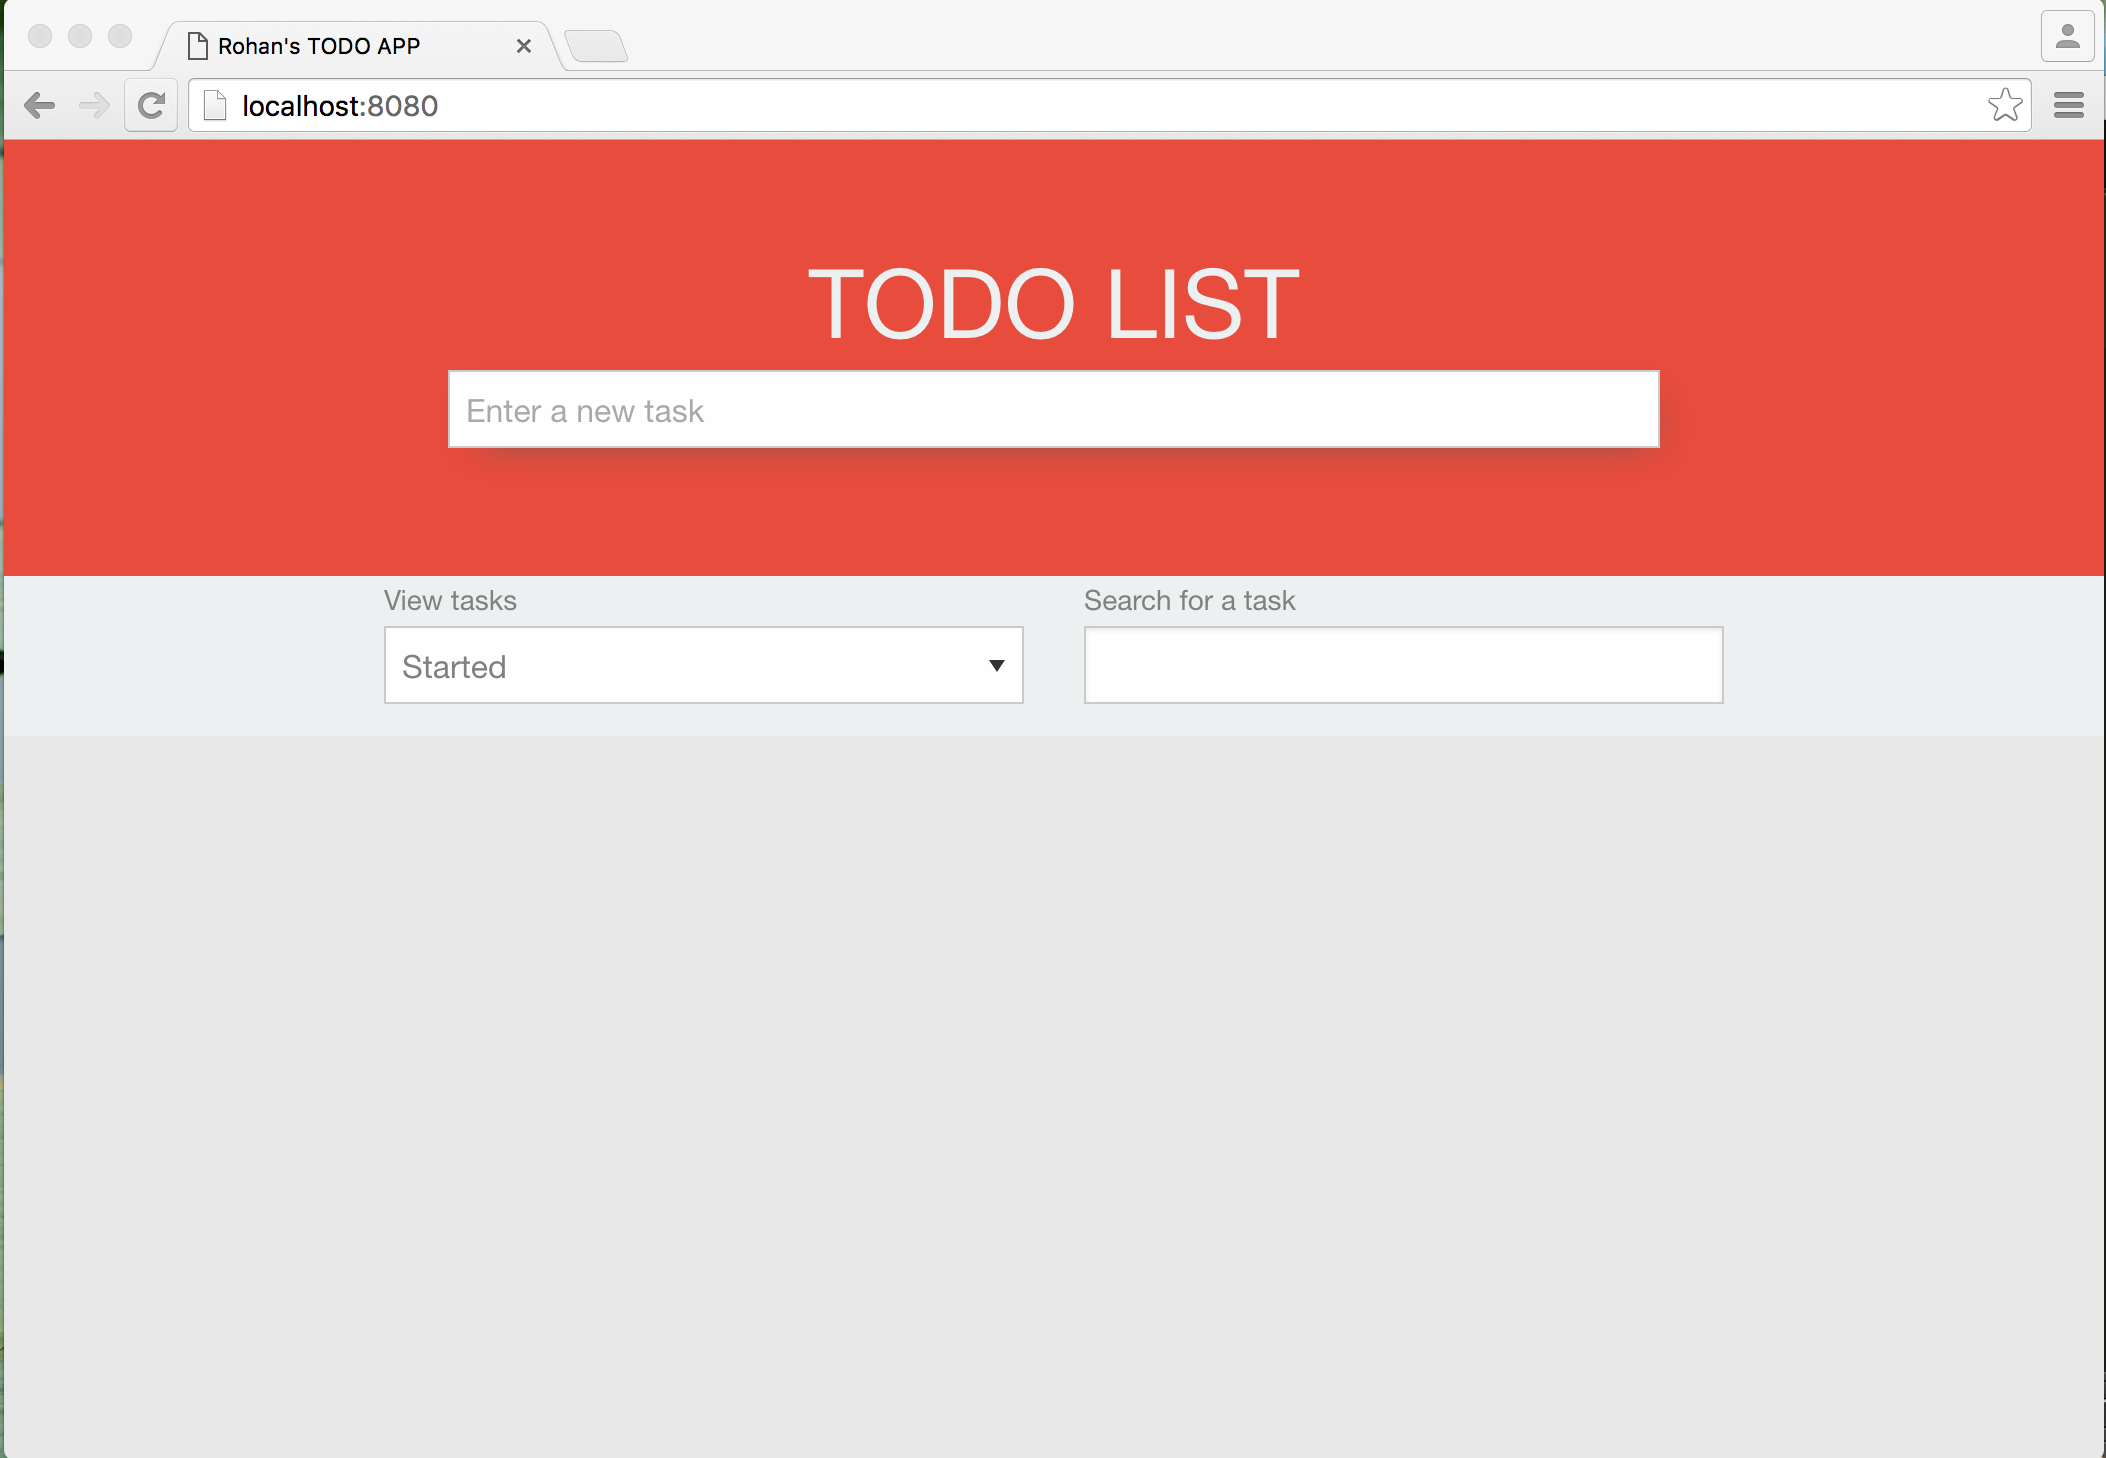 Rohan's TODO APP
localhost:8080
TODO LIST
Enter a new task
View tasks
Search for a task
Started